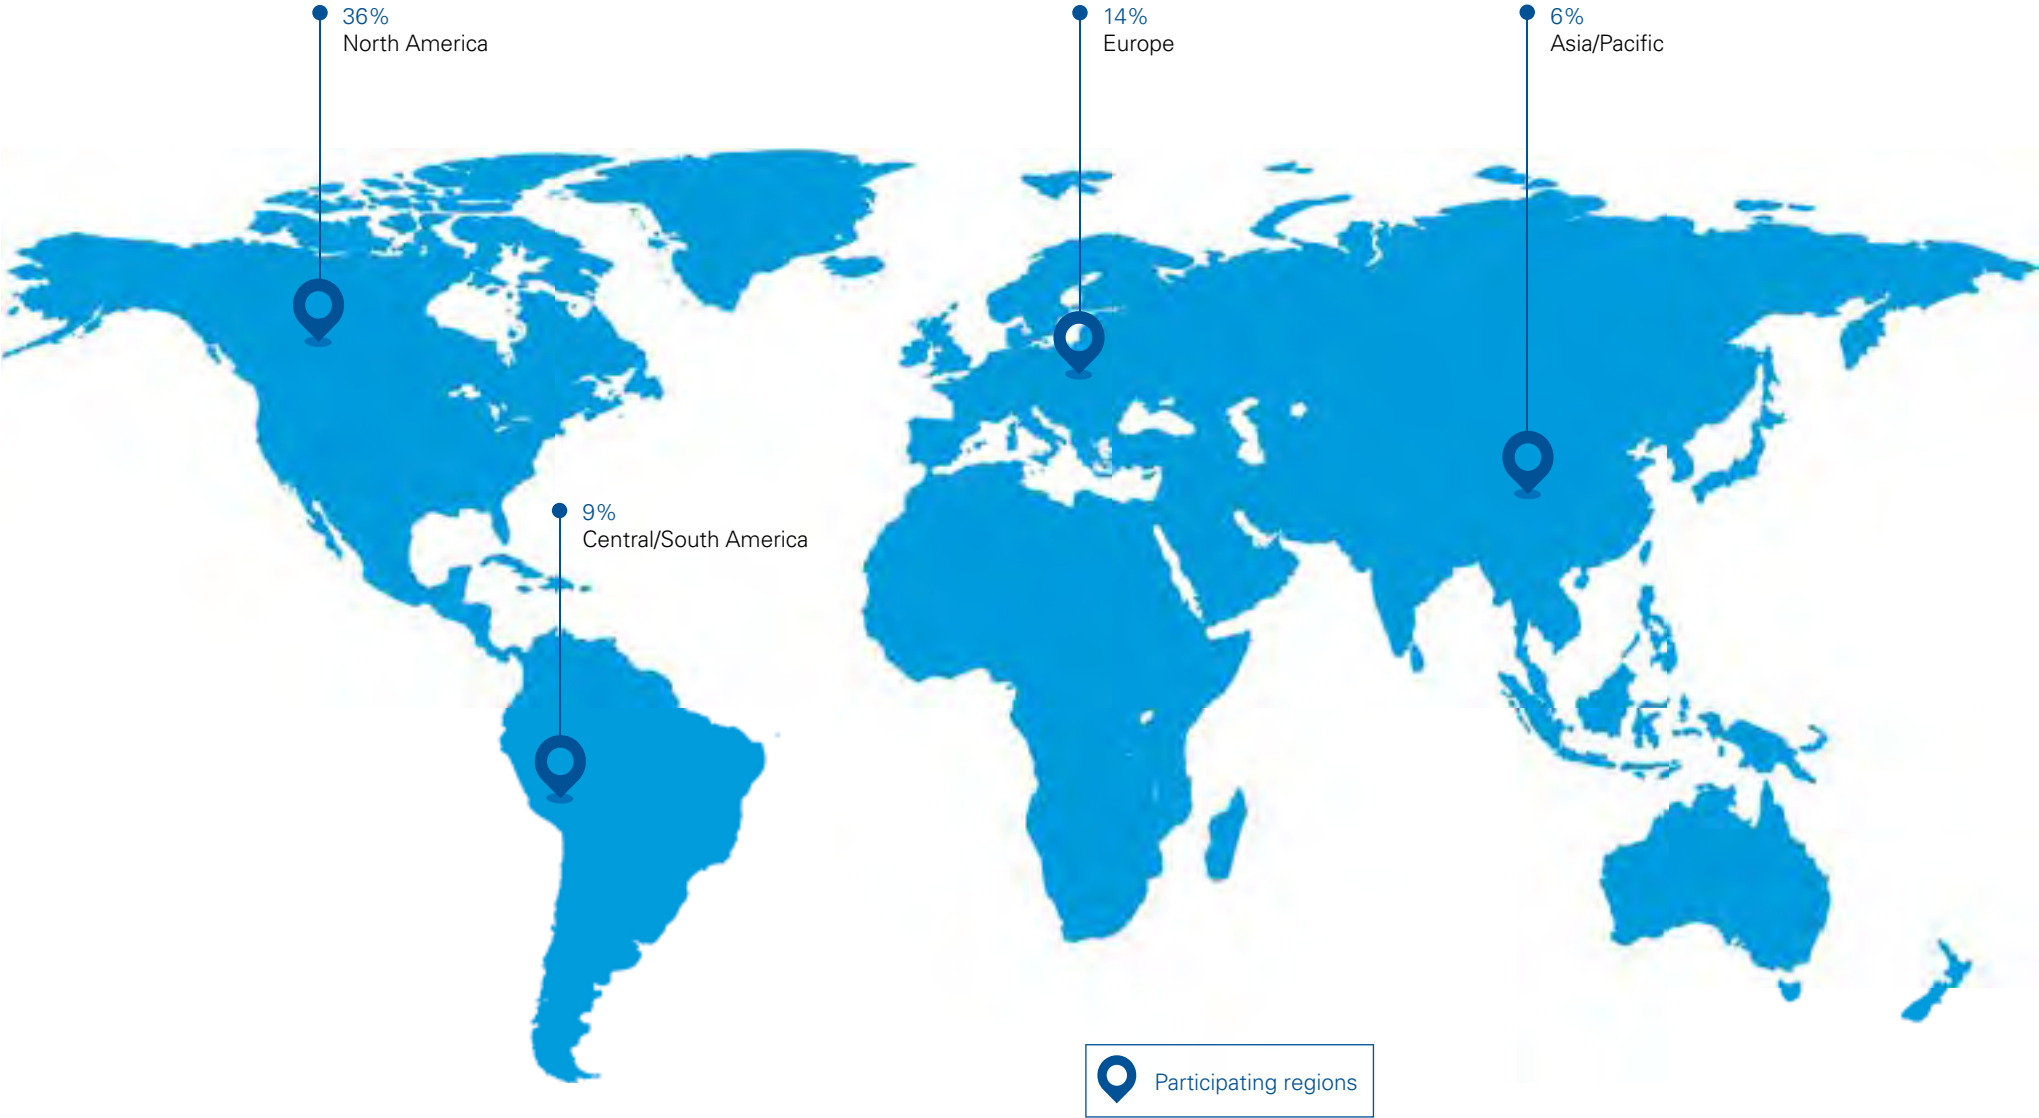 36%
North America
14%
Europe
6%
Asia/Pacific
9%
Central/South America
Participating regions